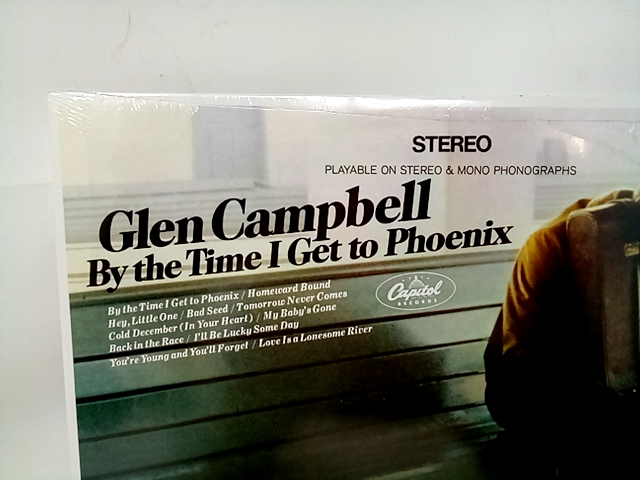 STEREO
PLAYABLE ON STEREO & MONO PHONOGRAPHS
Glen Campbell
By the Time I Get to Phoenix
By the Time I Get to Phoenix / Homeward Bound
Hey, Little One / Bad Seed / Tomorrow Never Comes
Cold December (In Your Heart) / My Baby's Gone
Back in the Race / I'll Be Lucky Some Day
You're Young and You'll Forget / Love Is a Lonesome River
Capitol
RECORDS